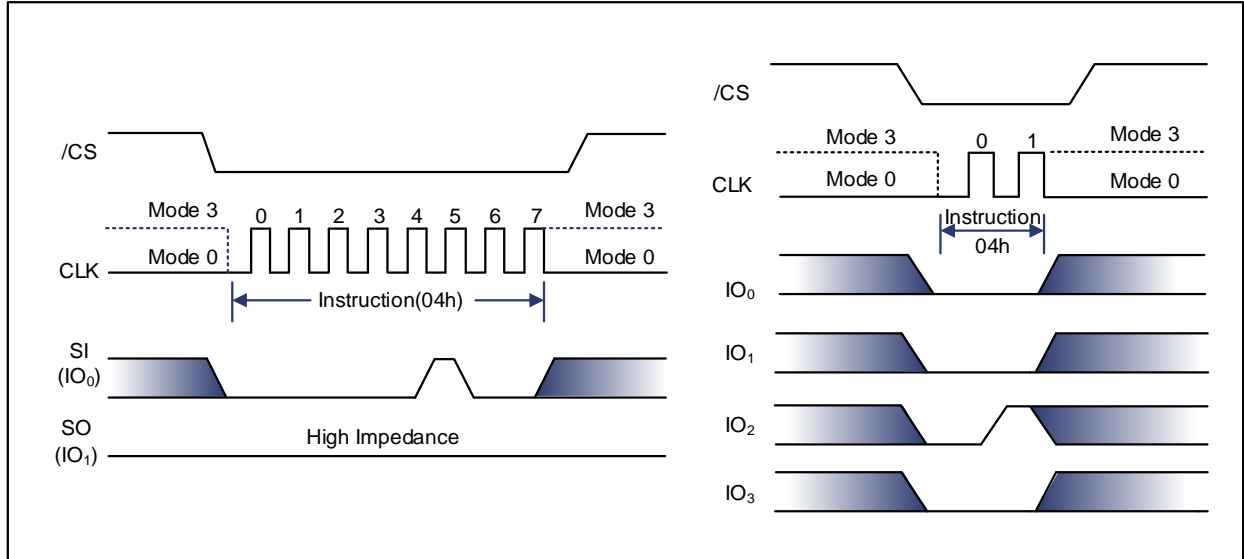 /CS
Mode 3
0 1 2 3 4 5 6 7
Mode 3
CLK
Mode 0
Mode 0
Instruction(04h)
SI
(IO₀)
SO
(IO₁)
High Impedance
/CS
Mode 3
0 1
Mode 3
CLK
Mode 0
Mode 0
Instruction
04h
IO₀
IO₁
IO₂
IO₃